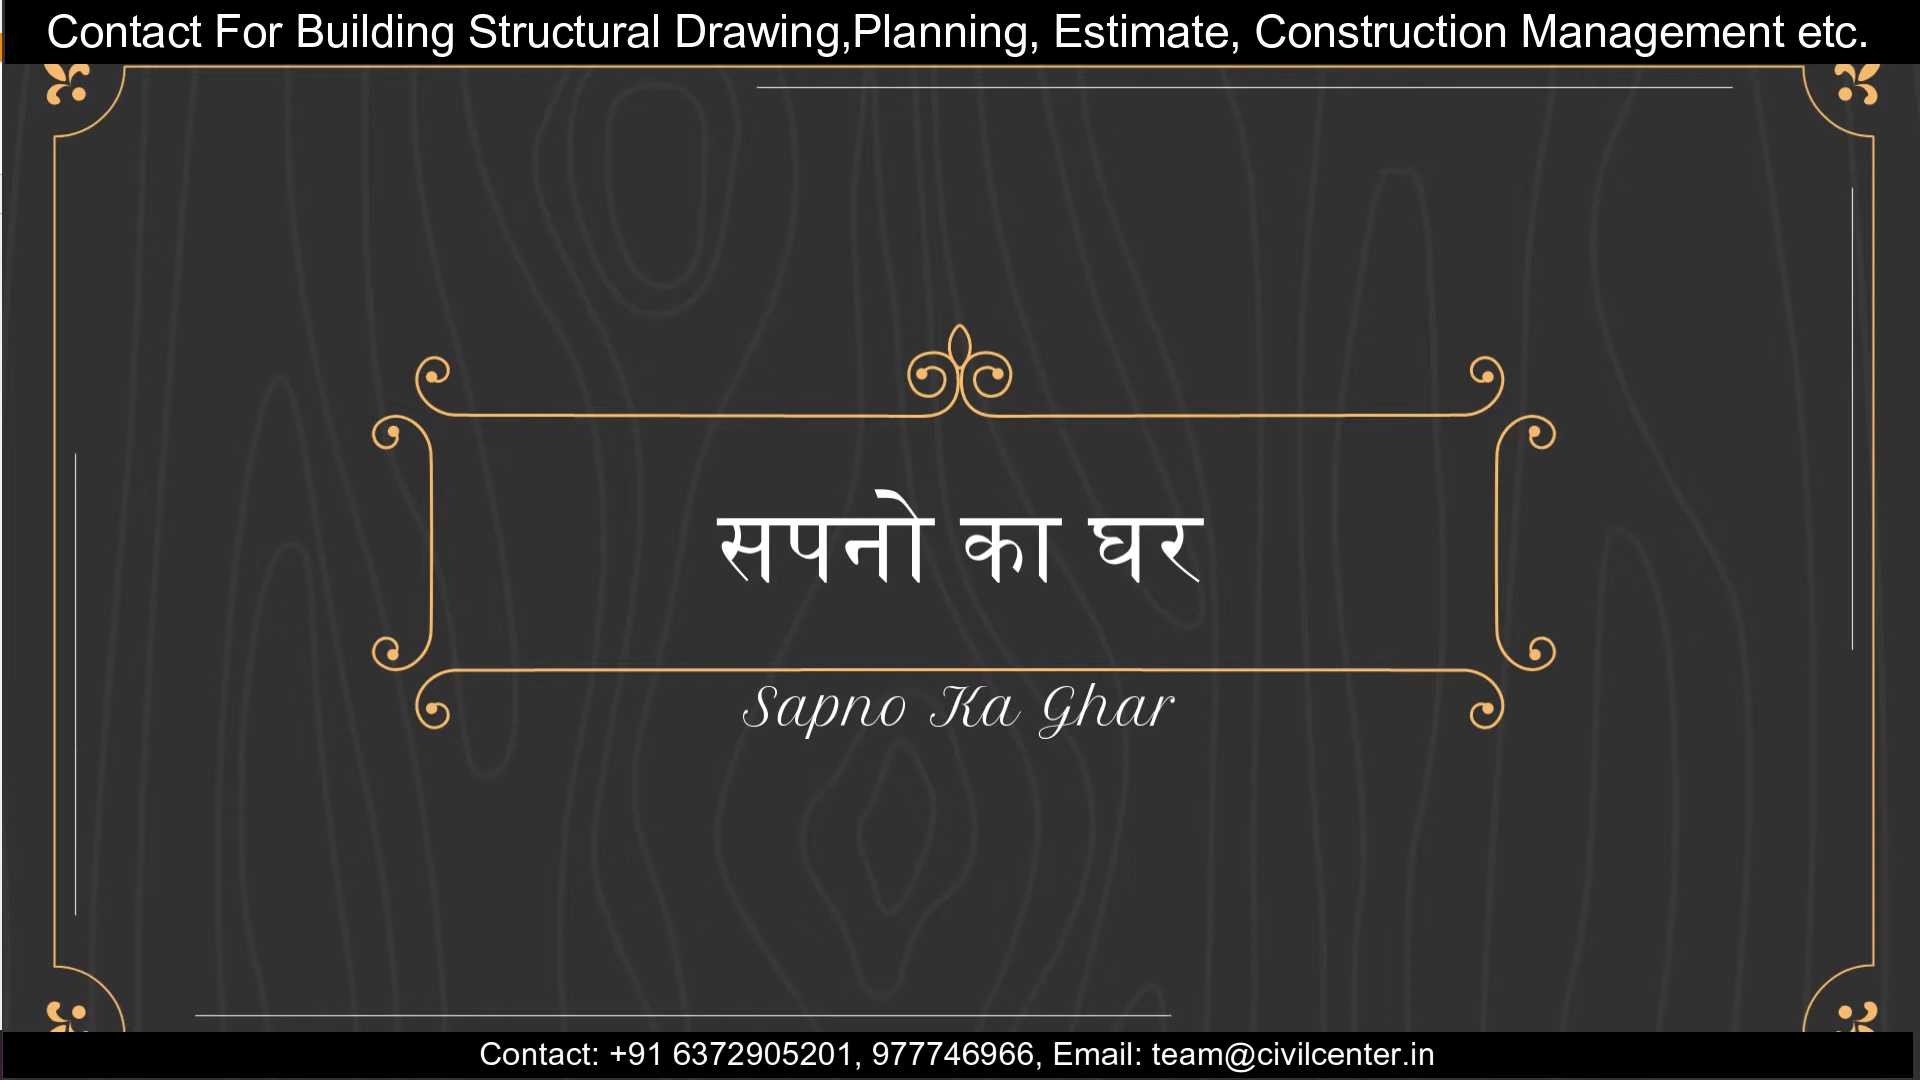 Contact For Building Structural Drawing,Planning, Estimate, Construction Management etc.
सपनो का घर
Sapno Ka Ghar
Contact: +91 6372905201, 977746966, Email: team@civilcenter.in